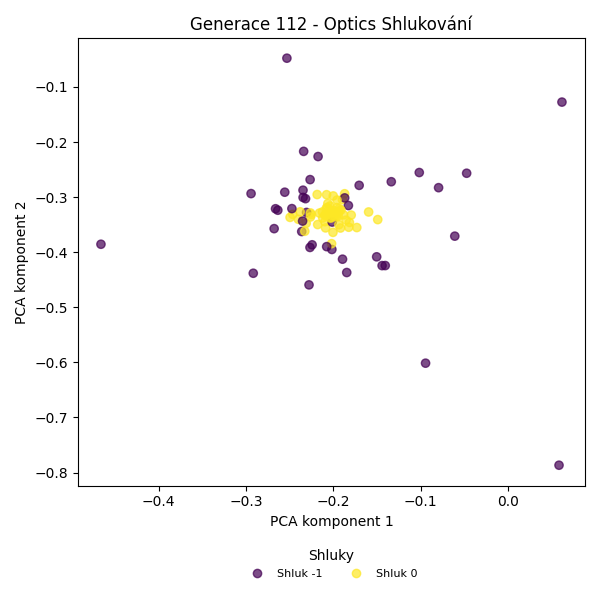 Generace 112 - Optics Shlukování
−0.1
−0.2
−0.3
−0.4
−0.5
−0.6
−0.7
−0.8
PCA komponent 2
−0.4
−0.3
−0.2
−0.1
0.0
PCA komponent 1
Shluky
Shluk -1
Shluk 0